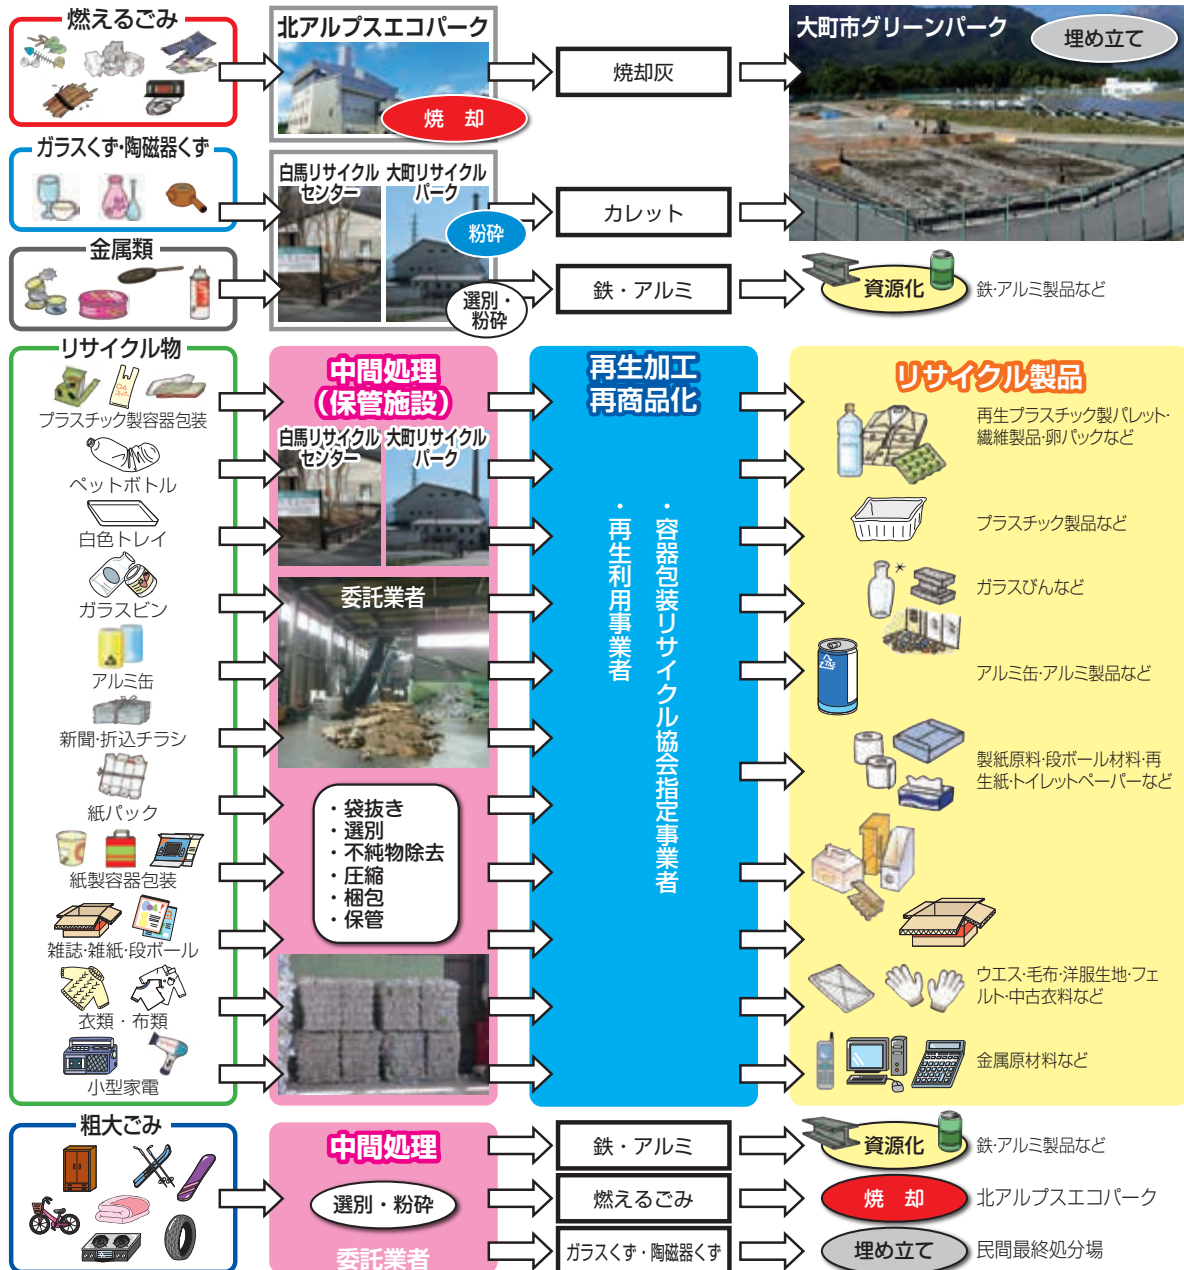 燃えるごみ
北アルプスエコパーク
焼 却
焼却灰
大町市グリーンパーク
埋め立て
ガラスくず・陶磁器くず
白馬リサイクル
センター
大町リサイクル
パーク
粉砕
カレット
金属類
選別・
粉砕
鉄・アルミ
資源化
鉄・アルミ製品など
リサイクル物
プラスチック製容器包装
ペットボトル
白色トレイ
ガラスビン
アルミ缶
新聞・折込チラシ
紙パック
紙製容器包装
雑誌・雑紙・段ボール
衣類・布類
小型家電
中間処理
（保管施設）
白馬リサイクル
センター
大町リサイクル
パーク
委託業者
・袋抜き
・選別
・不純物除去
・圧縮
・梱包
・保管
再生加工
再商品化
・容器包装リサイクル協会指定事業者
・再生利用事業者
リサイクル製品
再生プラスチック製パレット・
繊維製品・卵パックなど
プラスチック製品など
ガラスびんなど
アルミ缶・アルミ製品など
製紙原料・段ボール材料・再
生紙・トイレットペーパーなど
ウエス・毛布・洋服生地・フェ
ルト・中古衣料など
金属原材料など
粗大ごみ
中間処理
選別・粉砕
委託業者
鉄・アルミ
資源化
鉄・アルミ製品など
燃えるごみ
焼 却
北アルプスエコパーク
ガラスくず・陶磁器くず
埋め立て
民間最終処分場